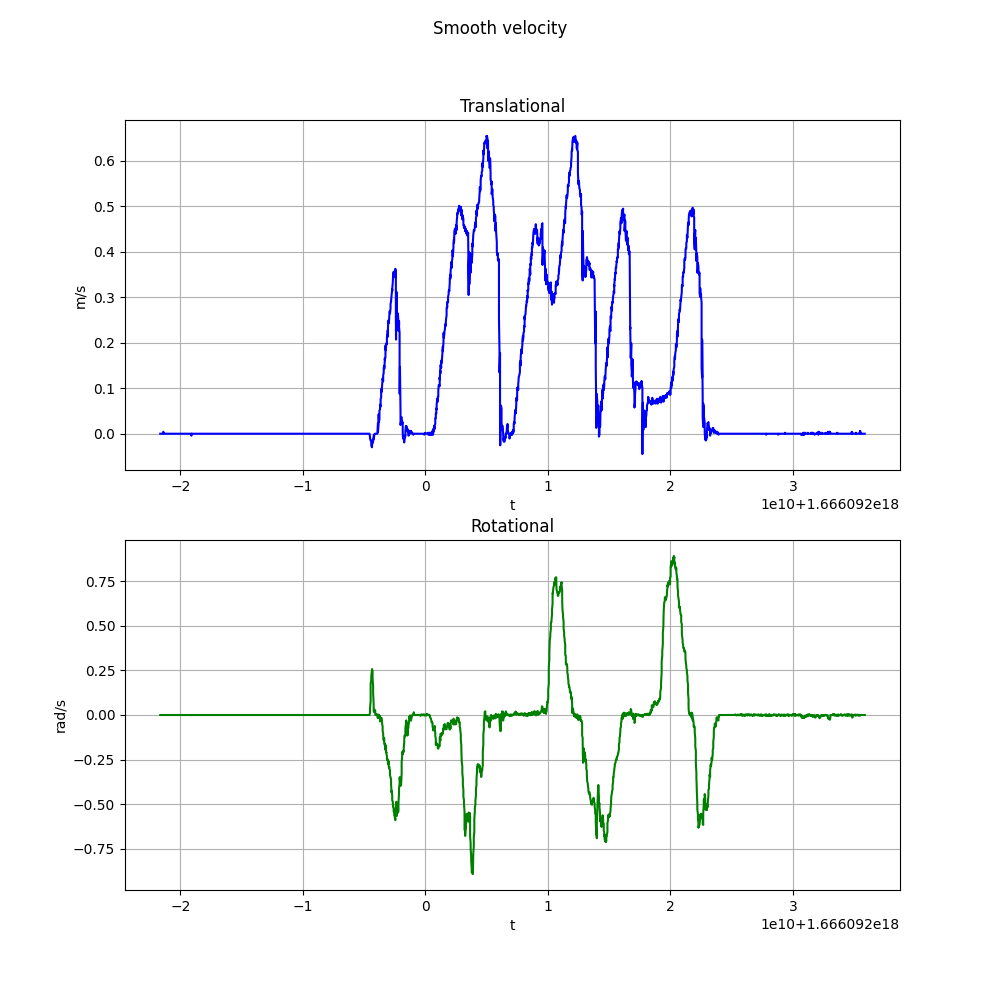 Smooth velocity
Translational
0.6
0.5
0.4
0.3
0.2
0.1
0.0
m/s
−2 −1 0 1 2 3
t
1e10+1.666092e18
Rotational
0.75
0.50
0.25
0.00
−0.25
−0.50
−0.75
rad/s
−2 −1 0 1 2 3
t
1e10+1.666092e18